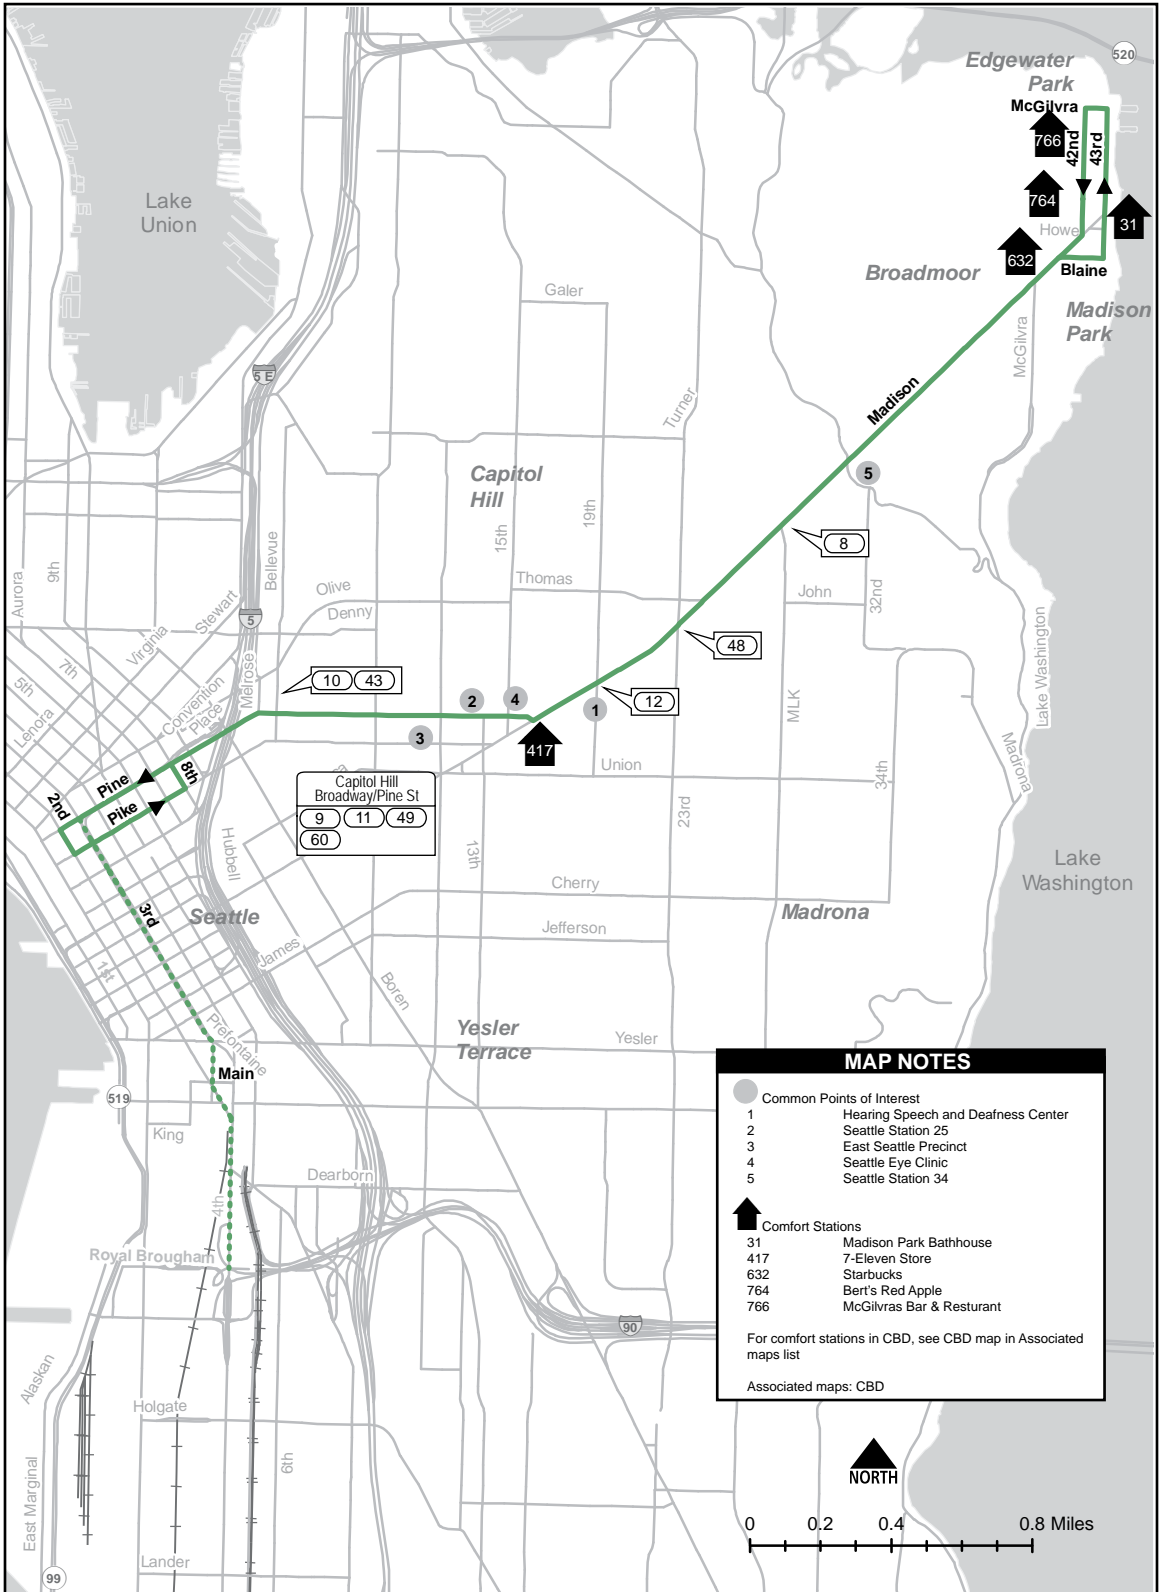 520
Edgewater
Park
McGilvra
766
42nd
43rd
764
31
Howe
632
Blaine
Broadmoor
Madison
Park
McGilvra
Lake
Union
Galer
5 E
Turner
Madison
Capitol
Hill
5
19th
15th
8
Bellevue
9th
Aurora
Olive
Denny
Thomas
John
32nd
Stewart
Virginia
7th
5th
Lenora
5
Melrose
Convention
Place
10 43
48
12
2
4
1
3
417
MLK
Lake Washington
Madrona
Union
34th
Pine
8th
2nd
Pike
Capitol Hill
Broadway/Pine St
9 11 49
60
23rd
Hubbell
13th
Cherry
Lake
Washington
Seattle
3rd
Madrona
Jefferson
James
1st
Boren
Prefontaine
Yesler
Terrace
Yesler
Main
519
King
Dearborn
4th
Royal Brougham
90
Alaskan
Holgate
6th
East Marginal
Lander
99
MAP NOTES
Common Points of Interest
1 Hearing Speech and Deafness Center
2 Seattle Station 25
3 East Seattle Precinct
4 Seattle Eye Clinic
5 Seattle Station 34
Comfort Stations
31 Madison Park Bathhouse
417 7-Eleven Store
632 Starbucks
764 Bert's Red Apple
766 McGilvras Bar & Resturant
For comfort stations in CBD, see CBD map in Associated
maps list
Associated maps: CBD
NORTH
0 0.2 0.4 0.8 Miles